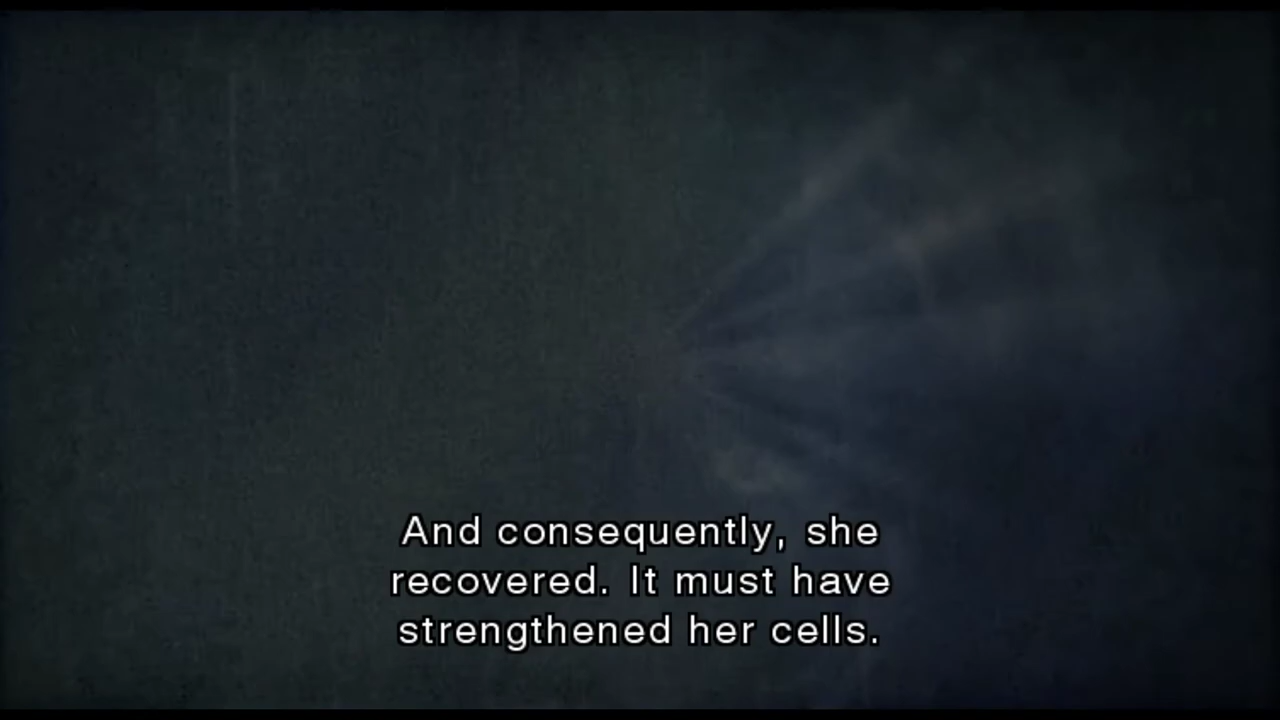 And consequently, she
recovered. It must have
strengthened her cells.